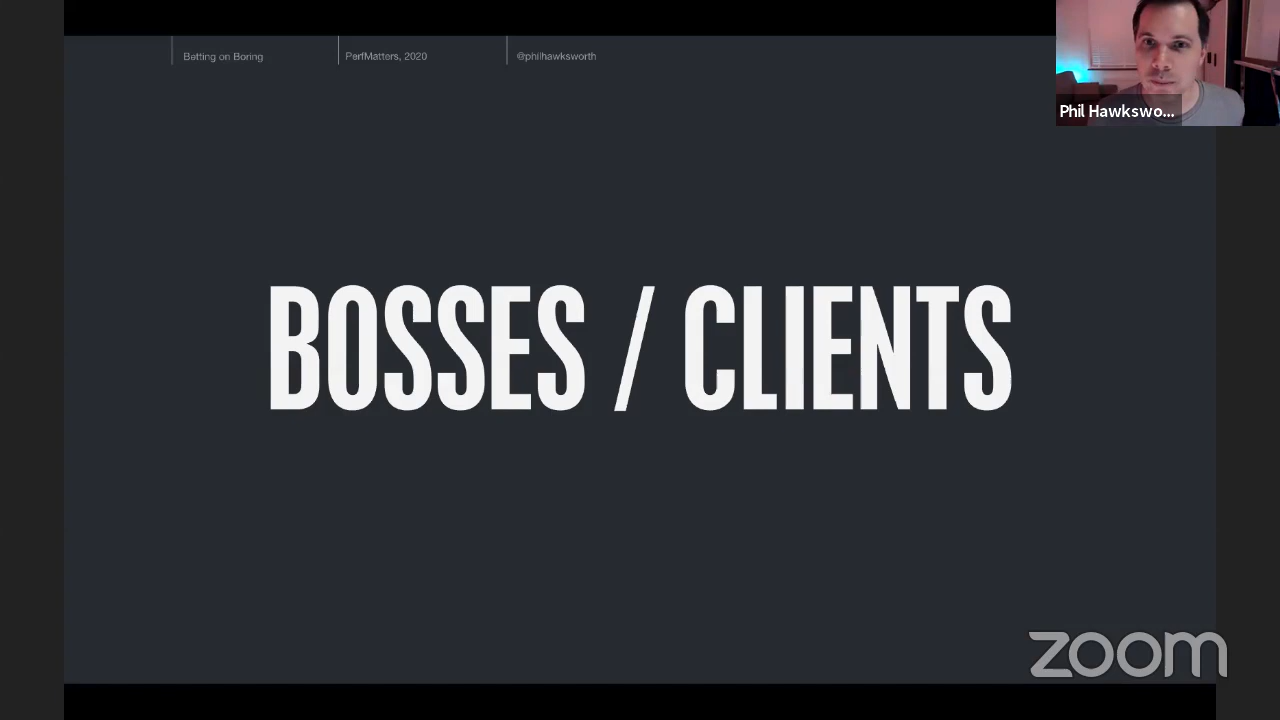 Betting on Boring
PerfMatters, 2020
@philhawksworth
Phil Hawkswo...
BOSSES / CLIENTS
zoom